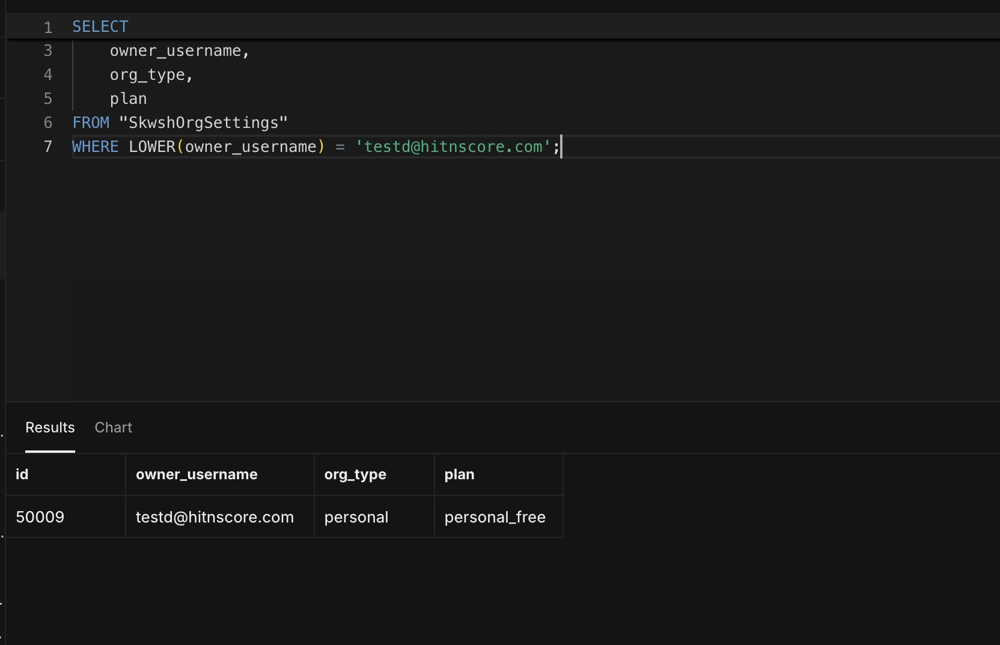 1 SELECT
3 owner_username,
4 org_type,
5 plan
6 FROM "SkwshOrgSettings"
7 WHERE LOWER(owner_username) = 'testd@hitnscore.com';
Results Chart
id owner_username org_type plan
50009 testd@hitnscore.com personal personal_free